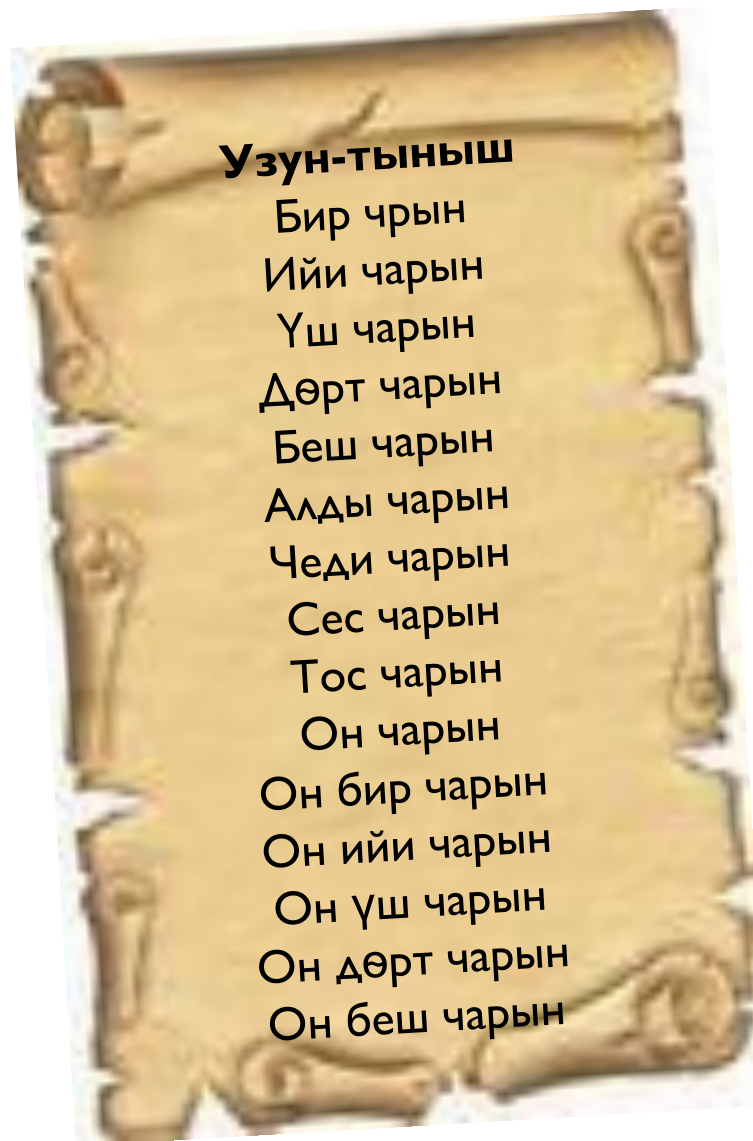 Узун-тыныш
Бир чрын
Ийи чарын
Үш чарын
Дөрт чарын
Беш чарын
Алды чарын
Чеди чарын
Сес чарын
Тос чарын
Он чарын
Он бир чарын
Он ийи чарын
Он үш чарын
Он дөрт чарын
Он беш чарын